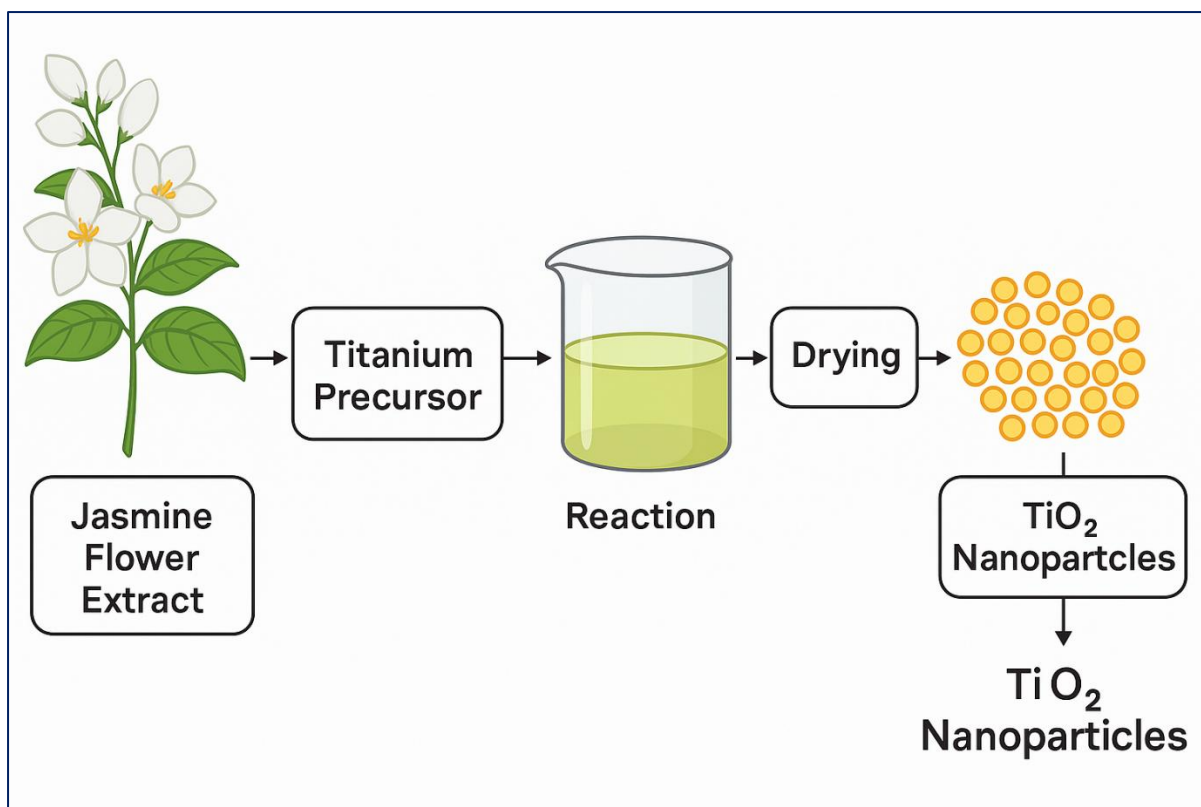 Jasmine
Flower
Extract
Titanium
Precursor
Reaction
Drying
TiO₂
Nanopartcles
Ti O₂
Nanoparticles